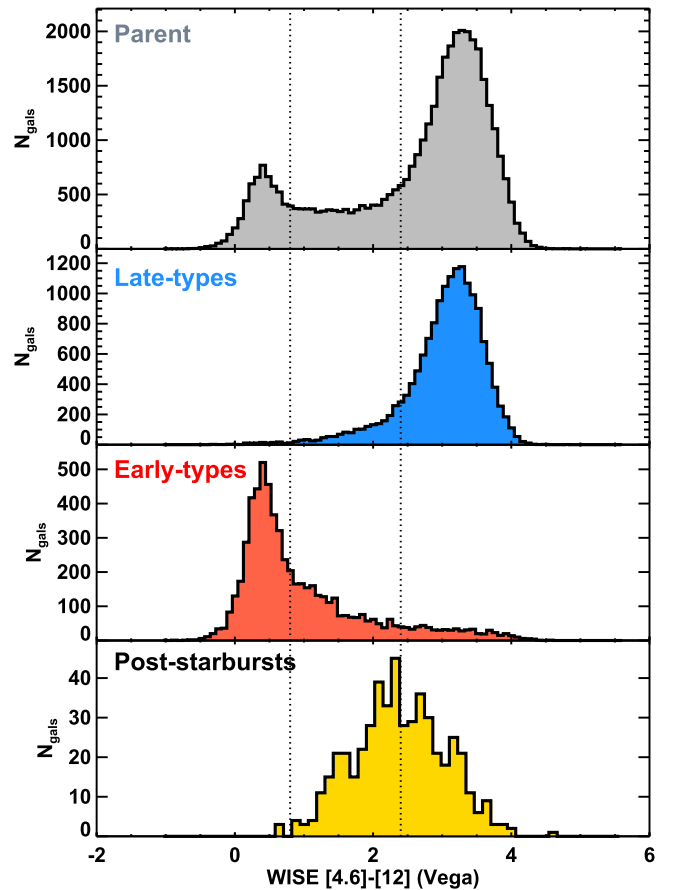 Parent
2000
1500
1000
500
0
N_gals
Late-types
1200
1000
800
600
400
200
0
N_gals
Early-types
500
400
300
200
100
0
N_gals
Post-starbursts
40
30
20
10
0
N_gals
-2 0 2 4 6
WISE [4.6]-[12] (Vega)